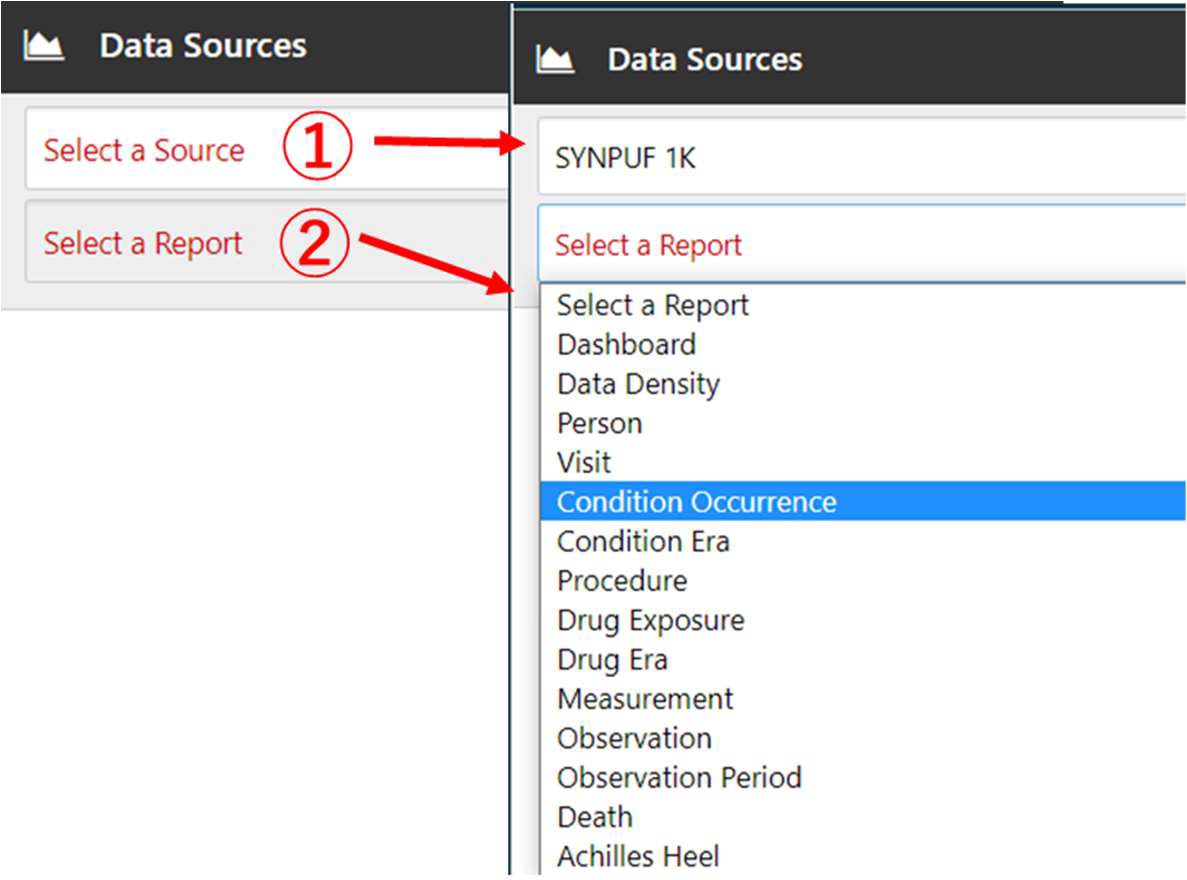 Data Sources
Select a Source ①
Select a Report ②
Data Sources
SYNPUF 1K
Select a Report
Select a Report
Dashboard
Data Density
Person
Visit
Condition Occurrence
Condition Era
Procedure
Drug Exposure
Drug Era
Measurement
Observation
Observation Period
Death
Achilles Heel